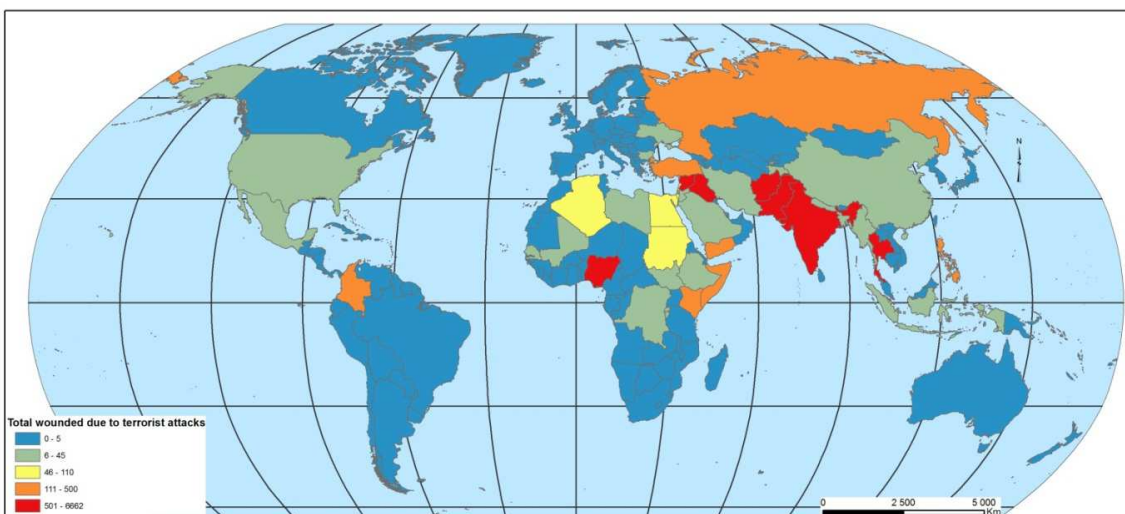 N
Total wounded due to terrorist attacks
0 - 5
6 - 45
46 - 110
111 - 500
501 - 6662
0 2 500 5 000
Km